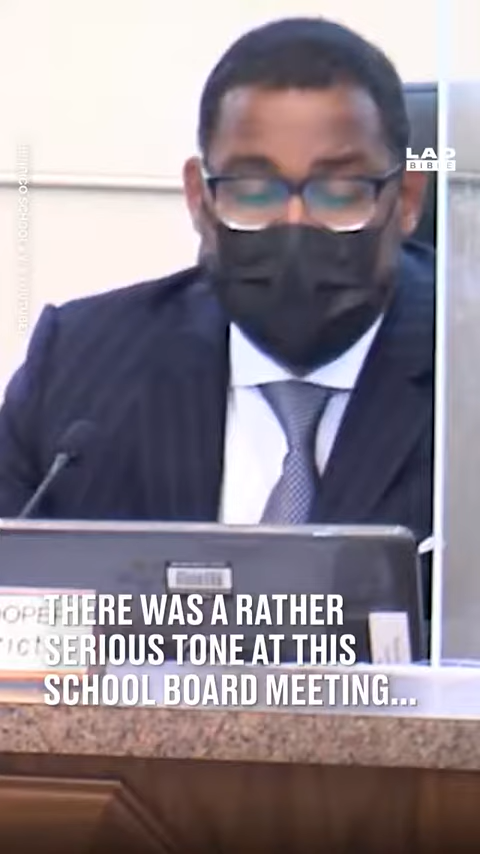 LAD
BIBLE
THERE WAS A RATHER
SERIOUS TONE AT THIS
SCHOOL BOARD MEETING...